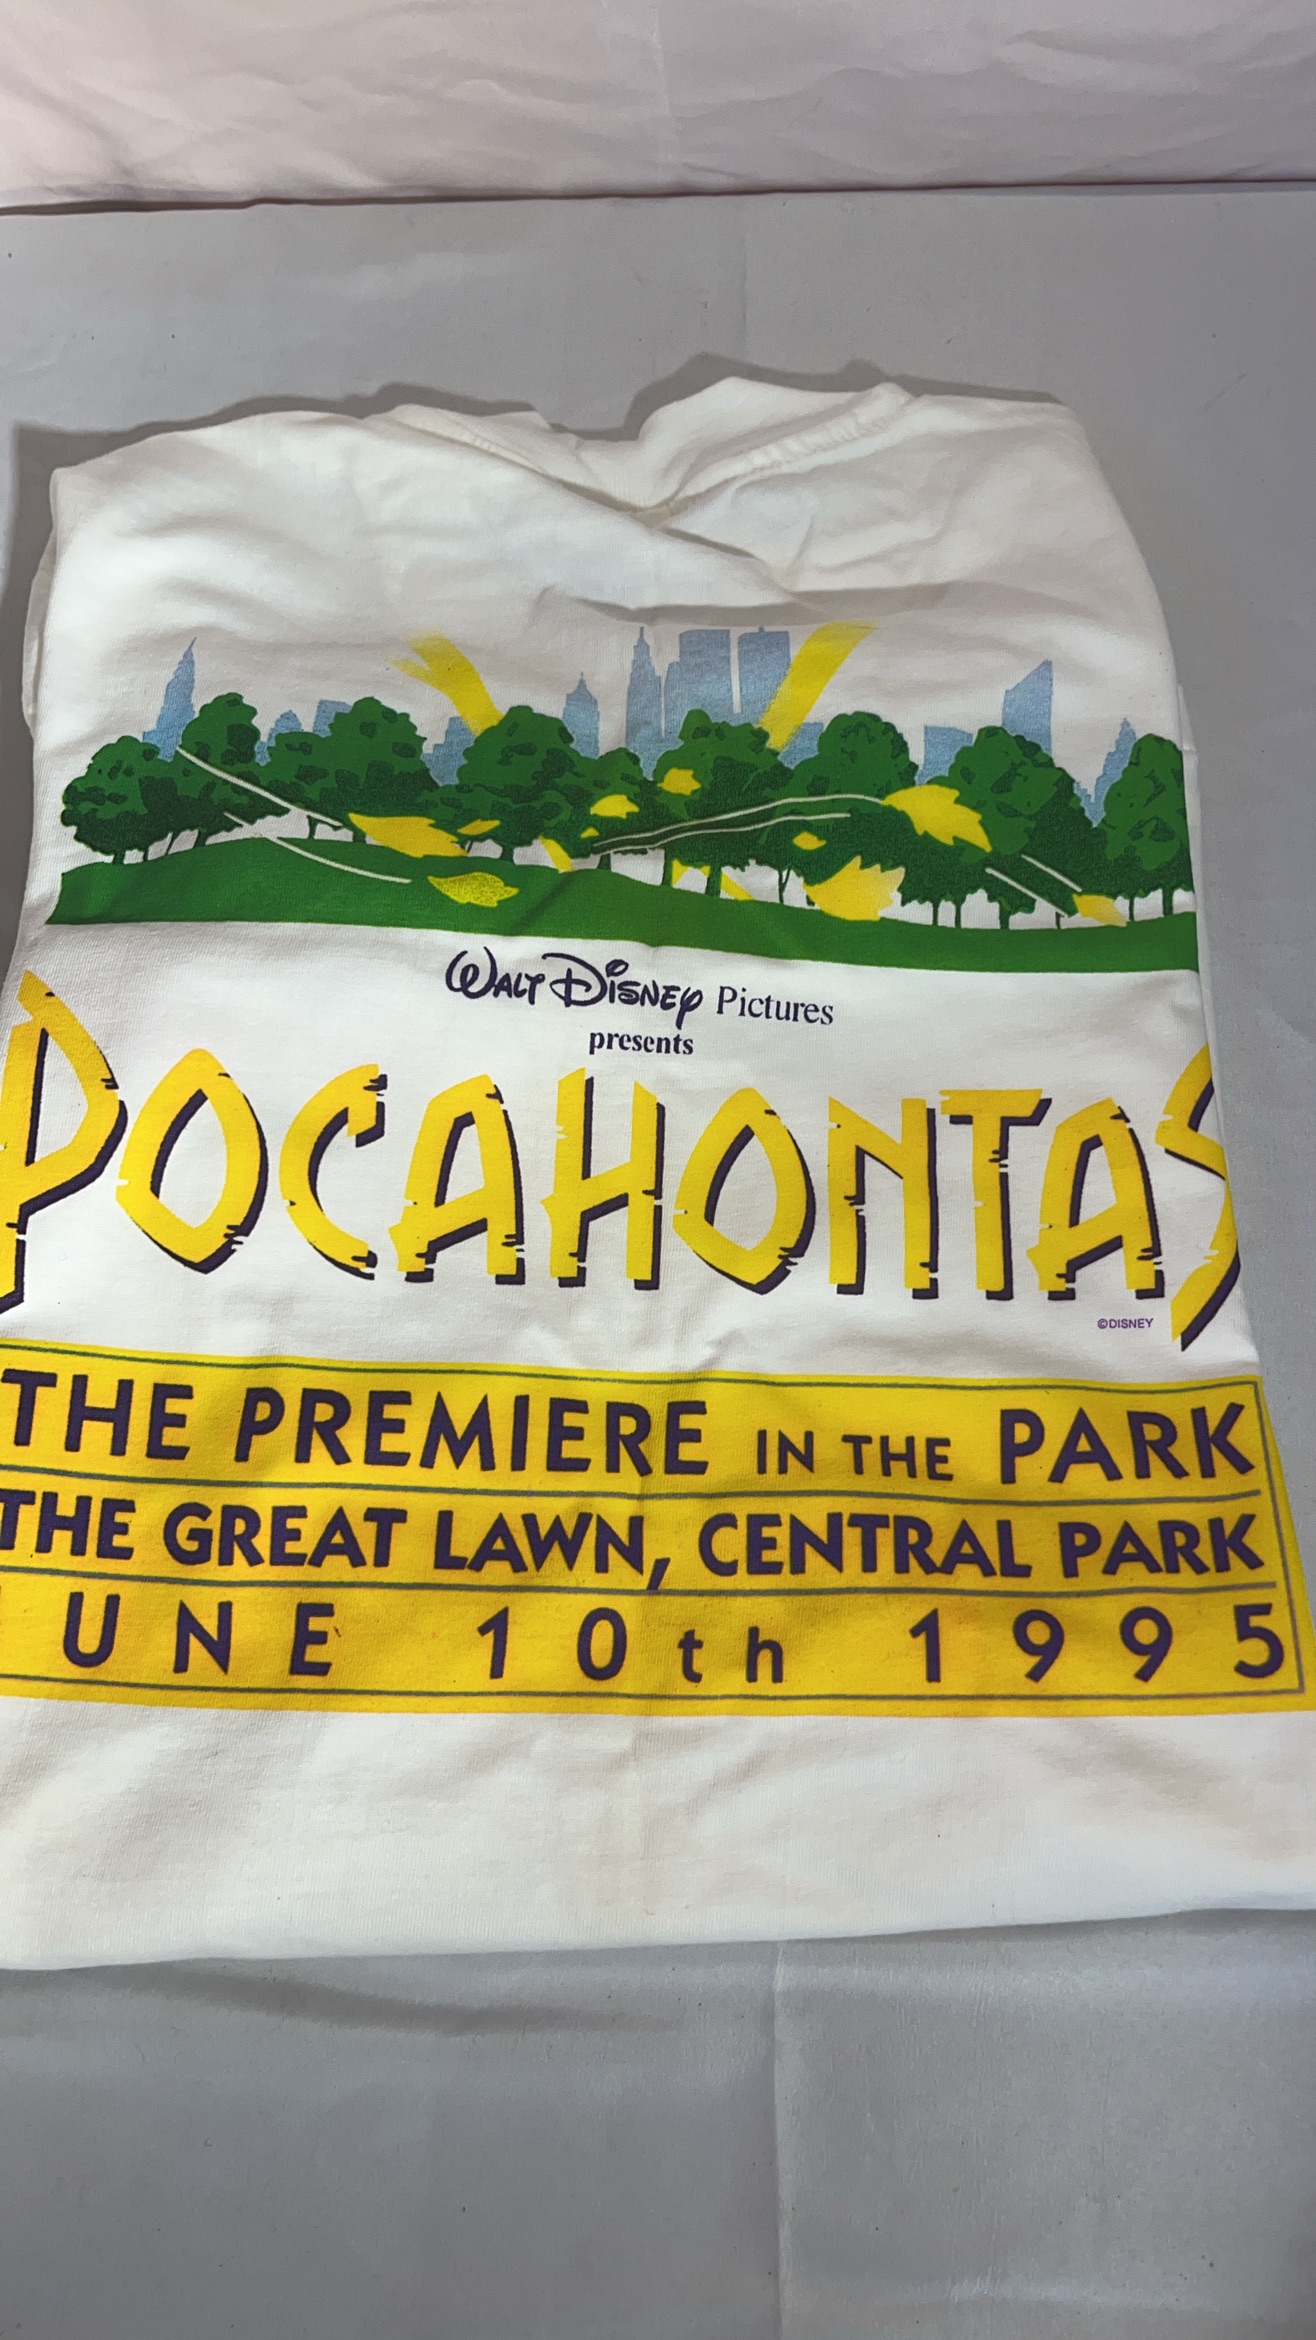 WALT DISNEY Pictures
presents
POCAHONTAS
©DISNEY
THE PREMIERE IN THE PARK
THE GREAT LAWN, CENTRAL PARK
UNE 10th 1995